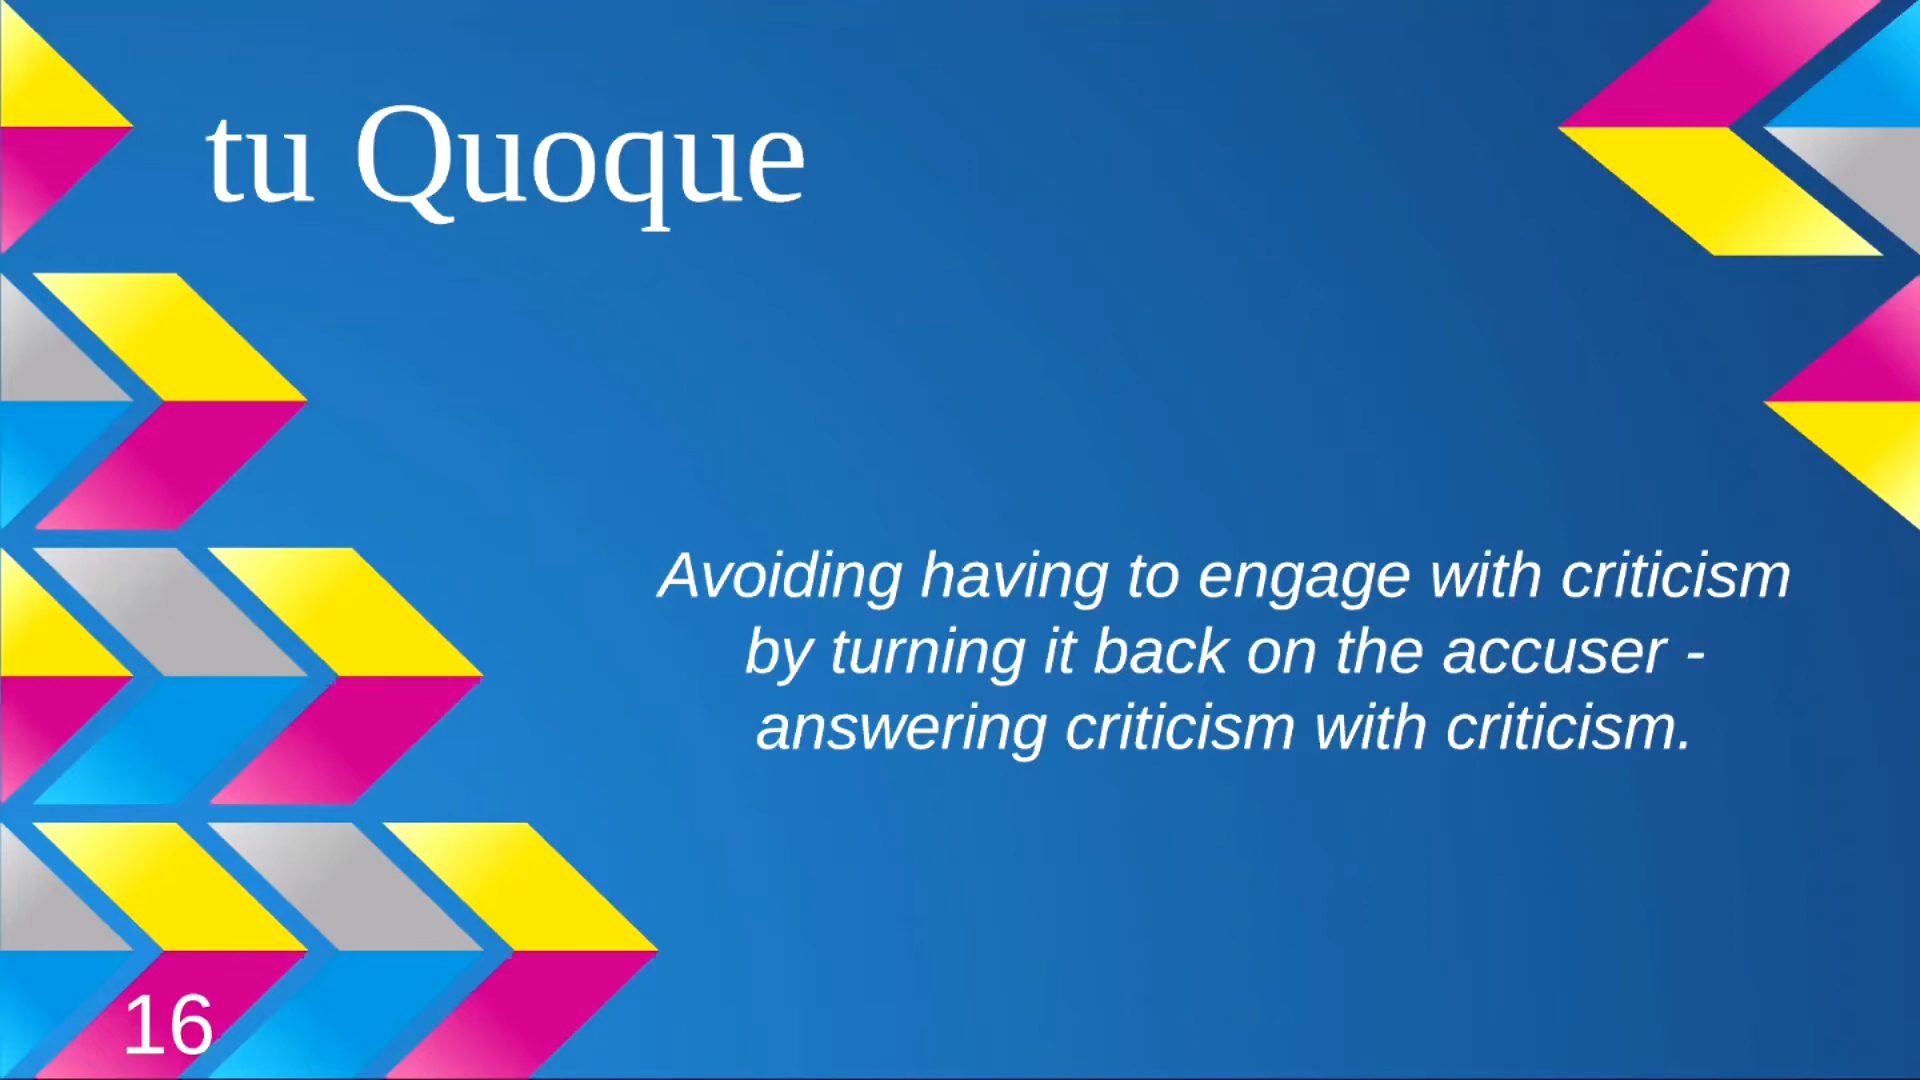 tu Quoque
Avoiding having to engage with criticism
by turning it back on the accuser -
answering criticism with criticism.
16